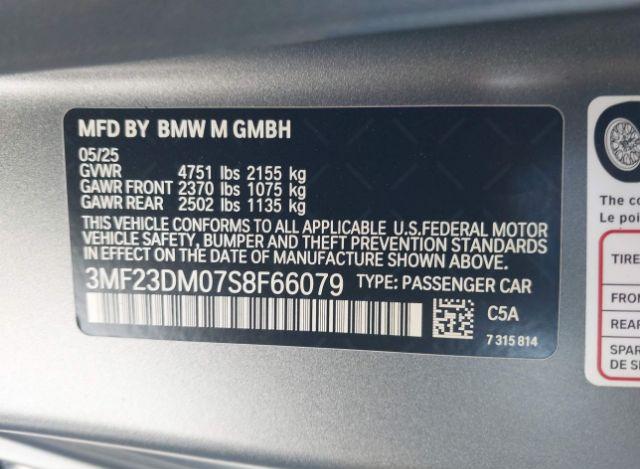 MFD BY BMW M GMBH
05/25
GVWR 4751 lbs 2155 kg
GAWR FRONT 2370 lbs 1075 kg
GAWR REAR 2502 lbs 1135 kg
THIS VEHICLE CONFORMS TO ALL APPLICABLE U.S.FEDERAL MOTOR
VEHICLE SAFETY, BUMPER AND THEFT PREVENTION STANDARDS
IN EFFECT ON THE DATE OF MANUFACTURE SHOWN ABOVE.
3MF23DM07S8F66079 TYPE: PASSENGER CAR
C5A
7 315 814
The co
Le poi
TIRE
FRON
REAR
SPAR
DE SE